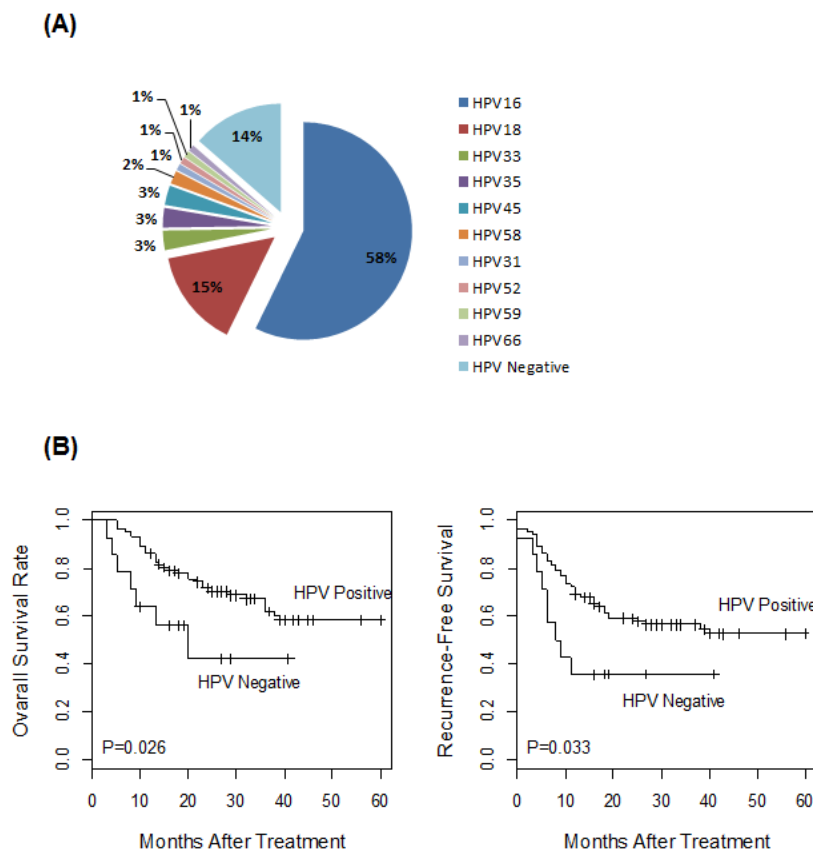 (A)
1%
1%
1%
1%
2%
3%
3%
3%
14%
15%
58%
HPV16
HPV18
HPV33
HPV35
HPV45
HPV58
HPV31
HPV52
HPV59
HPV66
HPV Negative
(B)
Ovarall Survival Rate
1.0
0.8
0.6
0.4
0.2
0.0
HPV Positive
HPV Negative
P=0.026
0 10 20 30 40 50 60
Months After Treatment
Recurrence-Free Survival
1.0
0.8
0.6
0.4
0.2
0.0
HPV Positive
HPV Negative
P=0.033
0 10 20 30 40 50 60
Months After Treatment